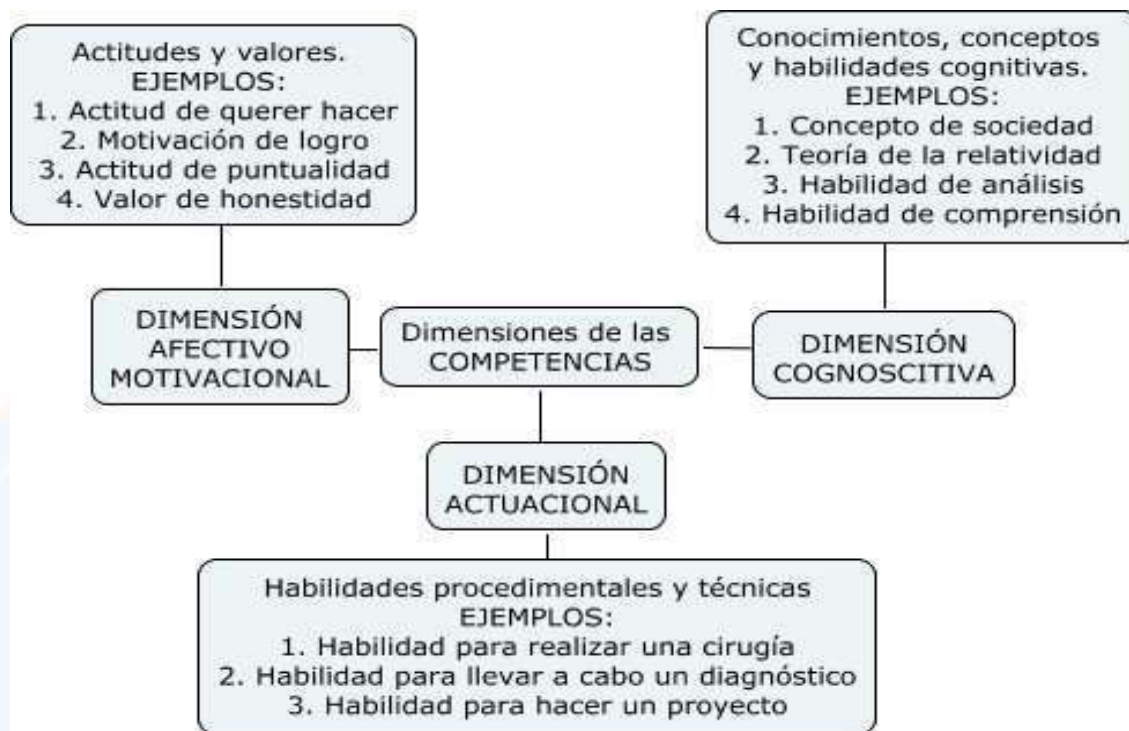 Actitudes y valores.
EJEMPLOS:
1. Actitud de querer hacer
2. Motivación de logro
3. Actitud de puntualidad
4. Valor de honestidad
Conocimientos, conceptos
y habilidades cognitivas.
EJEMPLOS:
1. Concepto de sociedad
2. Teoría de la relatividad
3. Habilidad de análisis
4. Habilidad de comprensión
DIMENSIÓN
AFECTIVO
MOTIVACIONAL
Dimensiones de las
COMPETENCIAS
DIMENSIÓN
COGNOSCITIVA
DIMENSIÓN
ACTUACIONAL
Habilidades procedimentales y técnicas
EJEMPLOS:
1. Habilidad para realizar una cirugía
2. Habilidad para llevar a cabo un diagnóstico
3. Habilidad para hacer un proyecto